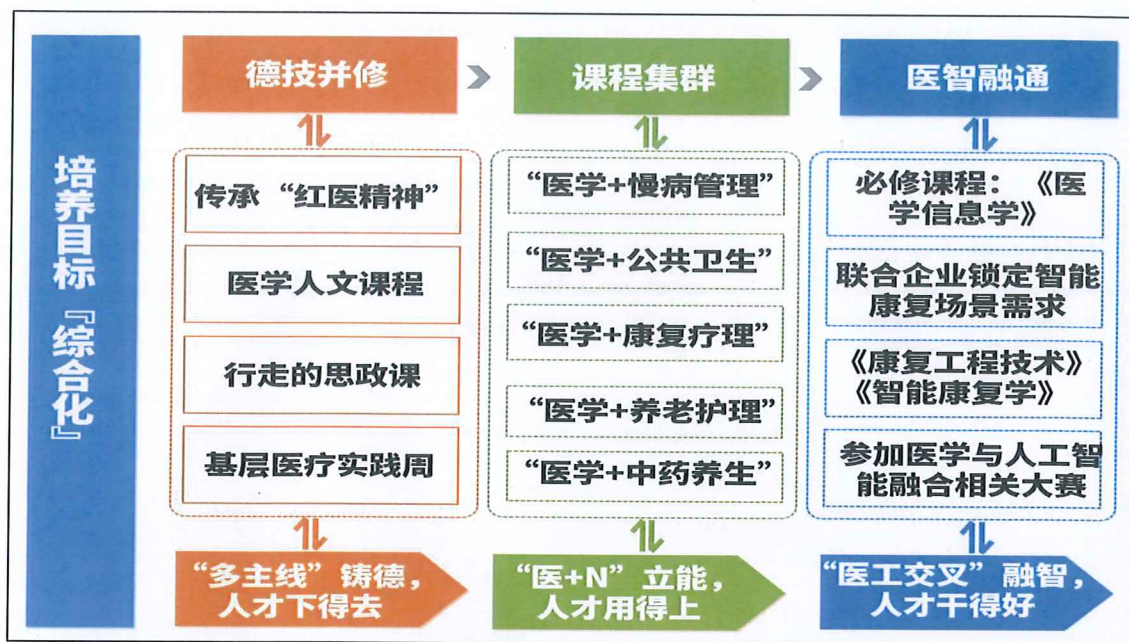 培养目标『综合化』
德技并修
传承“红医精神”
医学人文课程
行走的思政课
基层医疗实践周
“多主线”铸德，
人才下得去
课程集群
“医学+慢病管理”
“医学+公共卫生”
“医学+康复疗理”
“医学+养老护理”
“医学+中药养生”
“医+N”立能，
人才用得上
医智融通
必修课程：《医
学信息学》
联合企业锁定智能
康复场景需求
《康复工程技术》
《智能康复学》
参加医学与人工智
能融合相关大赛
“医工交叉”融智，
人才干得好